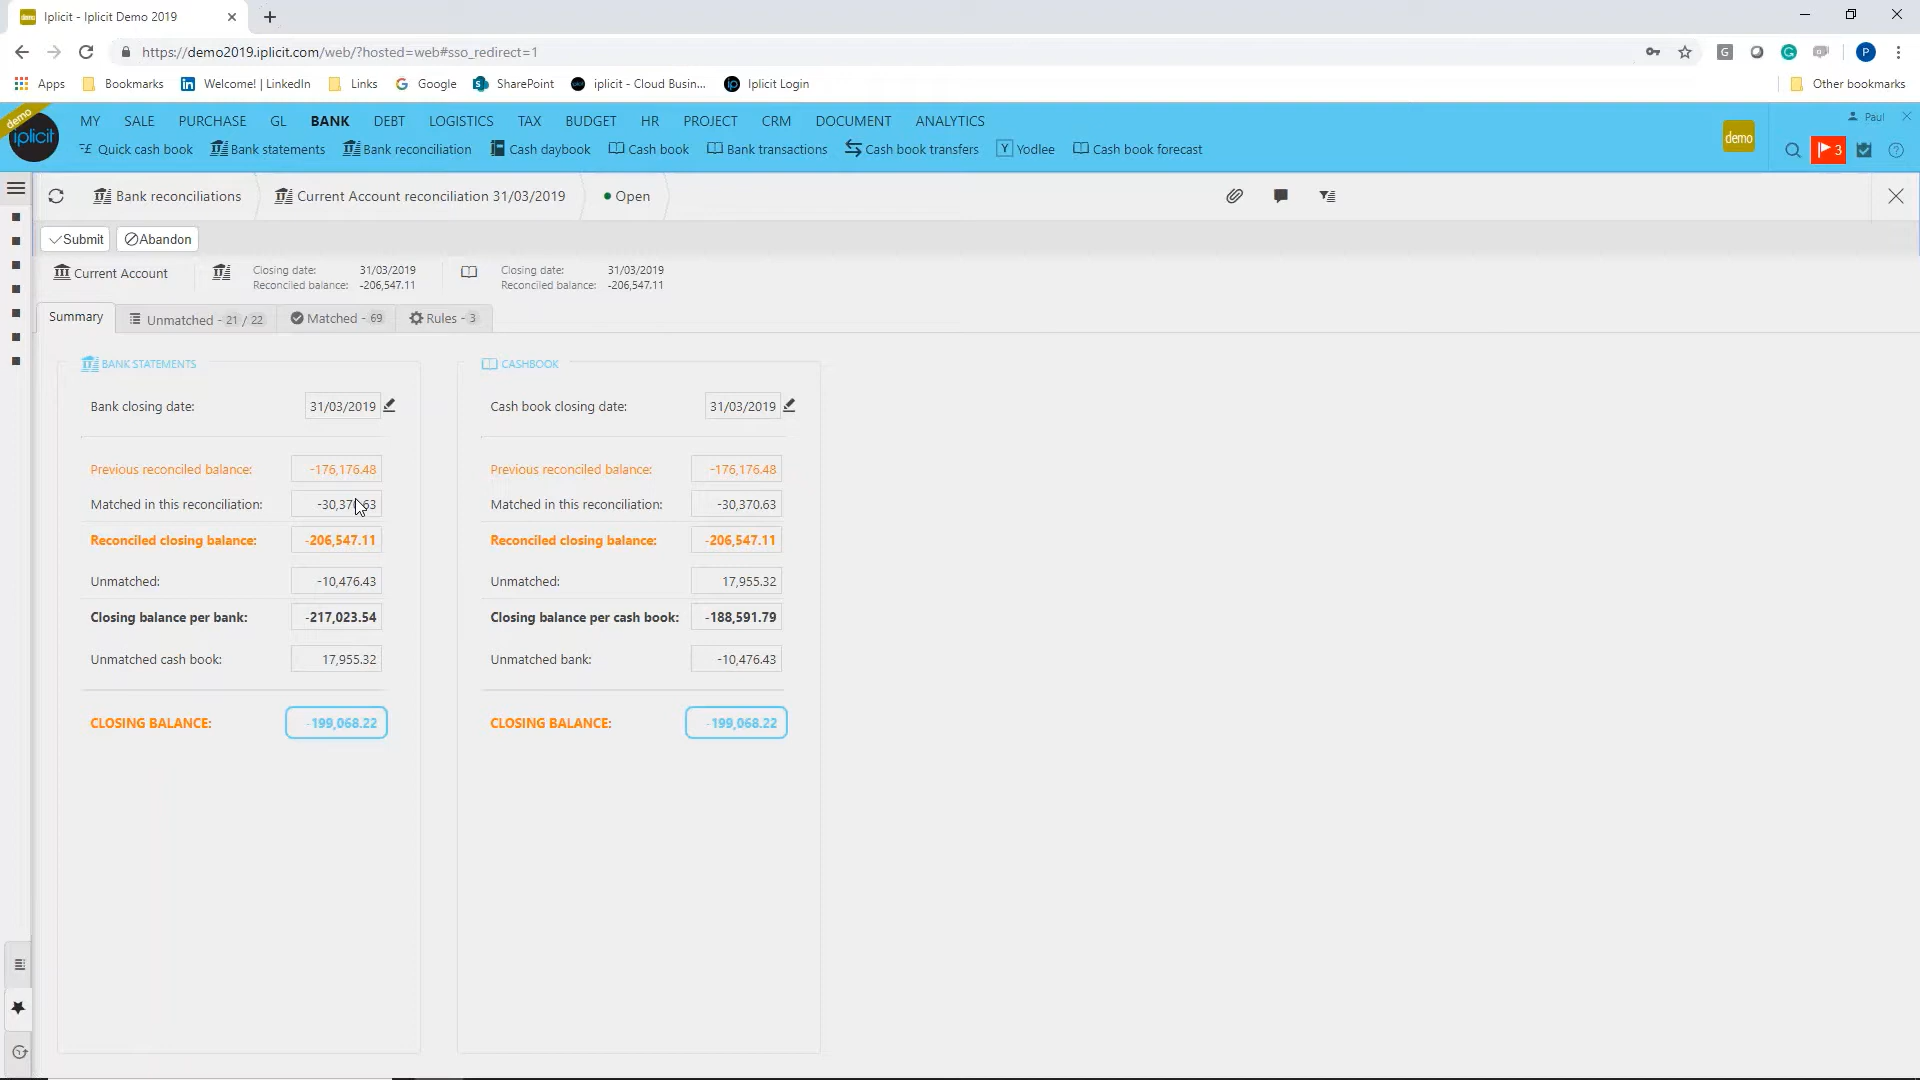 Iplicit - Iplicit Demo 2019
https://demo2019.iplicit.com/web/?hosted=web#sso_redirect=1
Apps Bookmarks Welcome! | LinkedIn Links Google SharePoint iplicit - Cloud Busin... Iplicit Login Other bookmarks
demo
iplicit
MY SALE PURCHASE GL BANK DEBT LOGISTICS TAX BUDGET HR PROJECT CRM DOCUMENT ANALYTICS
Paul
demo
Quick cash book Bank statements Bank reconciliation Cash daybook Cash book Bank transactions Cash book transfers Y Yodlee Cash book forecast
3
Bank reconciliations Current Account reconciliation 31/03/2019 Open
Submit Abandon
Current Account
Closing date: 31/03/2019
Reconciled balance: -206,547.11
Closing date: 31/03/2019
Reconciled balance: -206,547.11
Summary Unmatched - 21 / 22 Matched - 69 Rules - 3
BANK STATEMENTS
Bank closing date: 31/03/2019
Previous reconciled balance: -176,176.48
Matched in this reconciliation: -30,370.63
Reconciled closing balance: -206,547.11
Unmatched: -10,476.43
Closing balance per bank: -217,023.54
Unmatched cash book: 17,955.32
CLOSING BALANCE: -199,068.22
CASHBOOK
Cash book closing date: 31/03/2019
Previous reconciled balance: -176,176.48
Matched in this reconciliation: -30,370.63
Reconciled closing balance: -206,547.11
Unmatched: 17,955.32
Closing balance per cash book: -188,591.79
Unmatched bank: -10,476.43
CLOSING BALANCE: -199,068.22